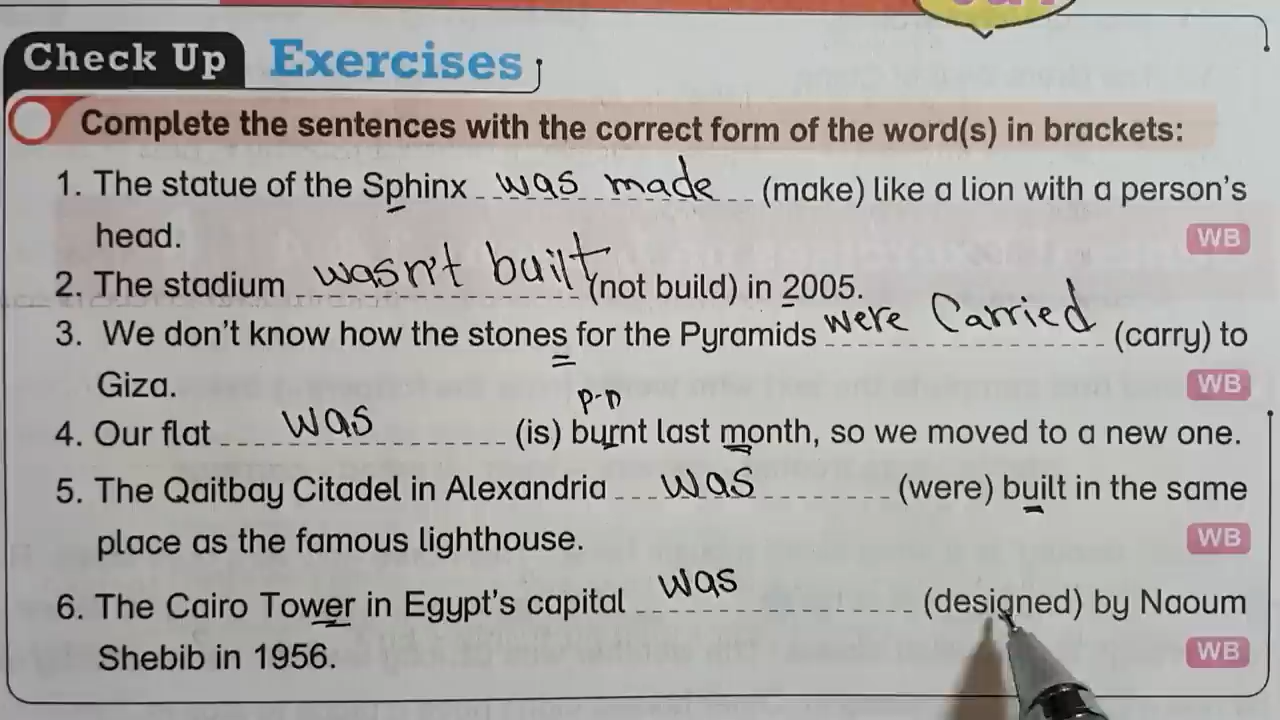 Check Up Exercises
Complete the sentences with the correct form of the word(s) in brackets:
1. The statue of the Sphinx was made (make) like a lion with a person's
head. WB
2. The stadium wasn't built (not build) in 2005.
3. We don't know how the stones for the Pyramids were Carried (carry) to
Giza. WB
p-p
4. Our flat was (is) burnt last month, so we moved to a new one.
5. The Qaitbay Citadel in Alexandria was (were) built in the same
place as the famous lighthouse. WB
6. The Cairo Tower in Egypt's capital was (designed) by Naoum
Shebib in 1956. WB